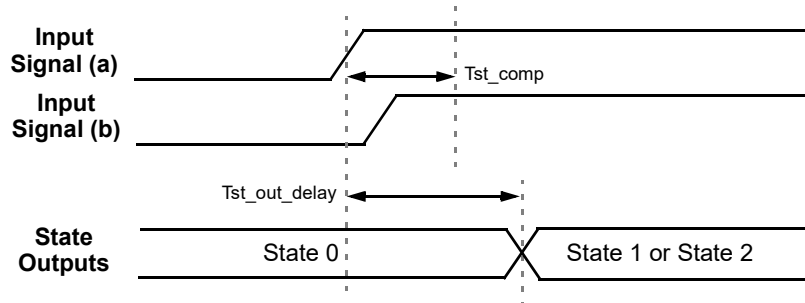 Input
Signal (a)
Tst_comp
Input
Signal (b)
Tst_out_delay
State
Outputs
State 0
State 1 or State 2